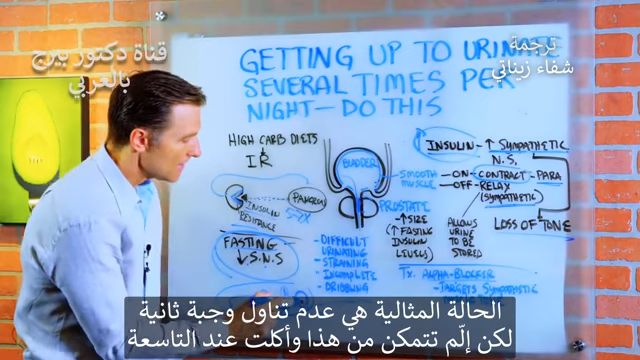 قناة دكتور بيرج
بالعربي
ترجمة
شفاء زيناتي
GETTING UP TO URINATE
SEVERAL TIMES PER
NIGHT-DO THIS
HIGH CARB DIETS
IR
PANCREAS
5-7X
INSULIN
RESISTANCE
FASTING
↓ S.N.S
BLADDER
SMOOTH
MUSCLE
PROSTATE
-↑SIZE
(↑ FASTING
INSULIN
LEVELS)
- DIFFICULT
URINATING
- STRAINING
- INCOMPLETE
- DRIBBLING
INSULIN - ↑ SYMPATHETIC
N.S.
-ON- CONTRACT-PARA
-OFF- RELAX
(SYMPATHETIC)
ALLOWS
URINE
TO BE
STORED
LOSS OF TONE
TX. ALPHA-BLOCKER
-TARGETS SYMPATHETIC
الحالة المثالية هي عدم تناول وجبة ثانية
لكن إلّم تتمكن من هذا وأكلت عند التاسعة